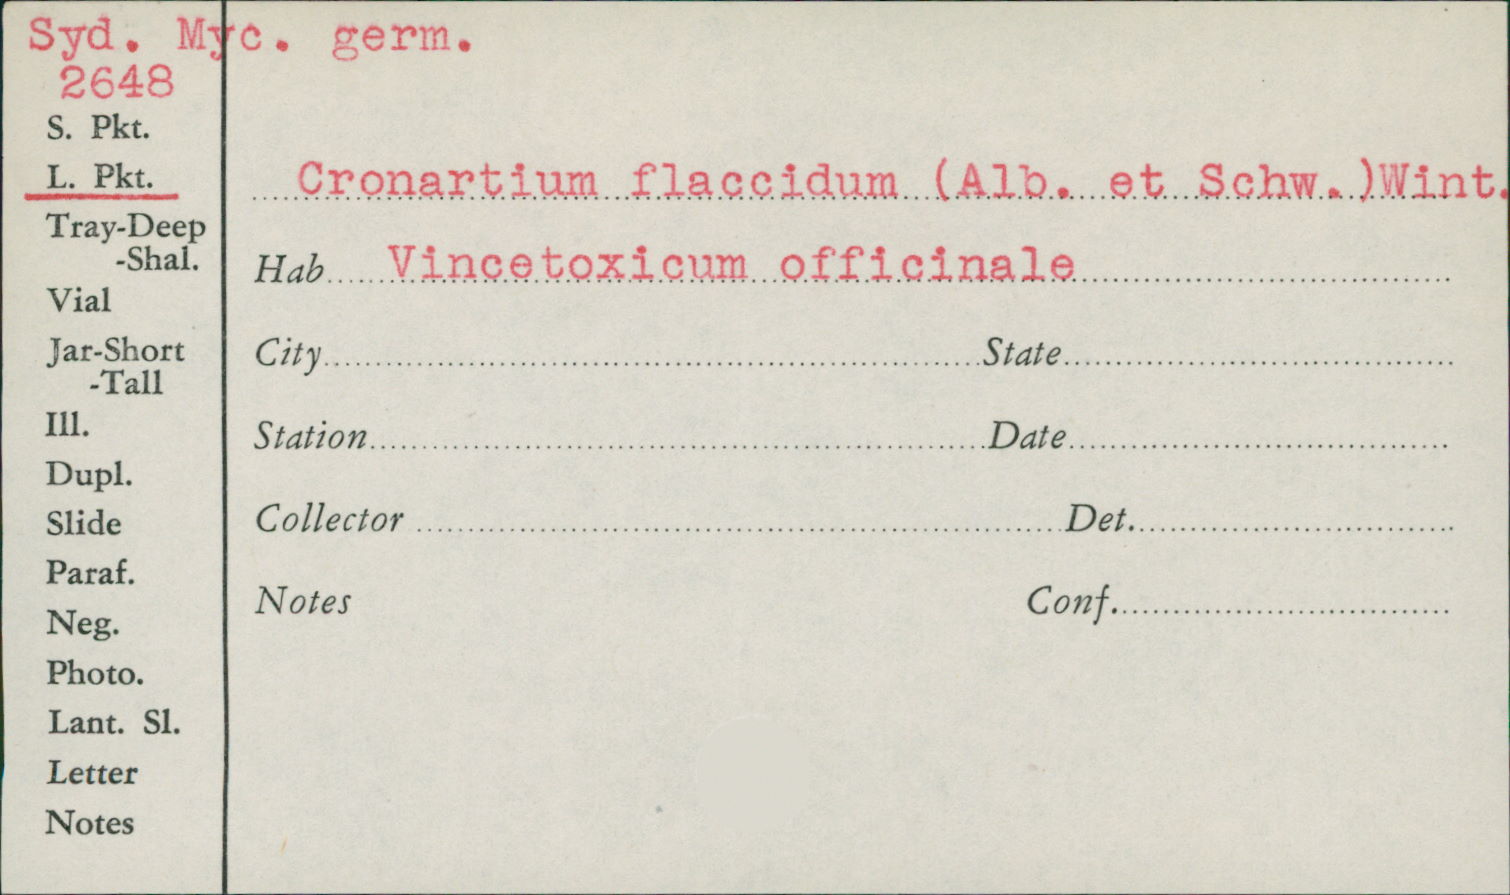 Syd. Myc. germ.
2648
S. Pkt.
L. Pkt.
Tray-Deep
-Shal.
Vial
Jar-Short
-Tall
Ill.
Dupl.
Slide
Paraf.
Neg.
Photo.
Lant. Sl.
Letter
Notes
Cronartium flaccidum (Alb. et Schw.)Wint.
Hab Vincetoxicum officinale
City State
Station Date
Collector Det.
Notes Conf.